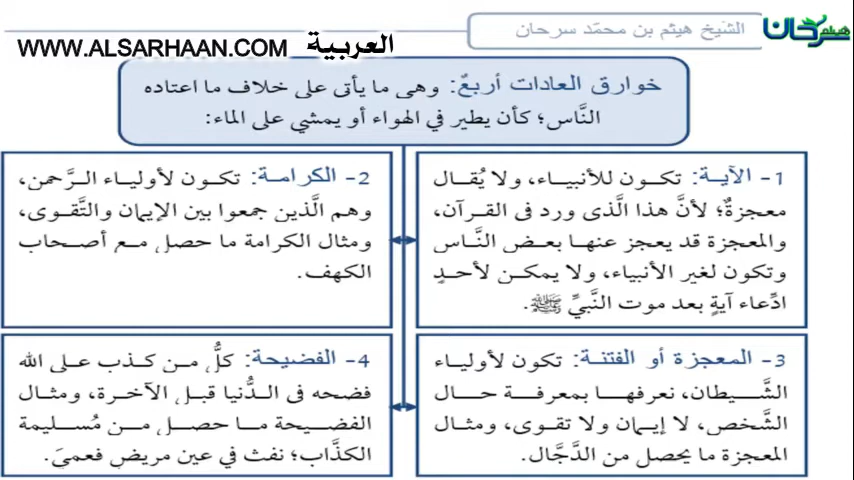 الشيخ هيثم بن محمّد سرحان
هيثم سرحان
WWW.ALSARHAAN.COM العربية
خوارق العادات أربعٌ: وهي ما يأتي على خلاف ما اعتاده
النَّاس؛ كأن يطير في الهواء أو يمشي على الماء:
1- الآية: تكون للأنبياء، ولا يُقال
معجزةٌ؛ لأنَّ هذا الَّذي ورد في القرآن،
والمعجزة قد يعجز عنها بعض النَّاس
وتكون لغير الأنبياء، ولا يمكن لأحدٍ
ادِّعاء آيةٍ بعد موت النَّبيِّ ﷺ.
2- الكرامة: تكون لأولياء الرَّحمن،
وهم الَّذين جمعوا بين الإيمان والتَّقوى،
ومثال الكرامة ما حصل مع أصحاب
الكهف.
3- المعجزة أو الفتنة: تكون لأولياء
الشَّيطان، نعرفها بمعرفة حال
الشَّخص، لا إيمان ولا تقوى، ومثال
المعجزة ما يحصل من الدَّجَّال.
4- الفضيحة: كلُّ من كذب على الله
فضحه في الدُّنيا قبل الآخرة، ومثال
الفضيحة ما حصل من مُسليمة
الكذَّاب؛ نفث في عين مريض فعميَ.